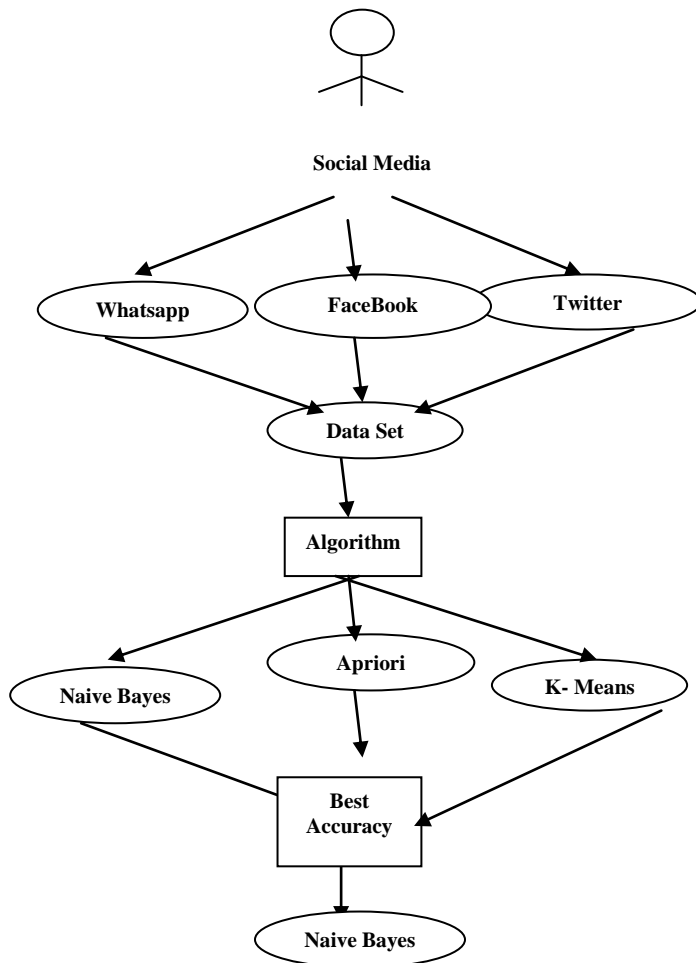 Social Media
Whatsapp
FaceBook
Twitter
Data Set
Algorithm
Naive Bayes
Apriori
K- Means
Best
Accuracy
Naive Bayes